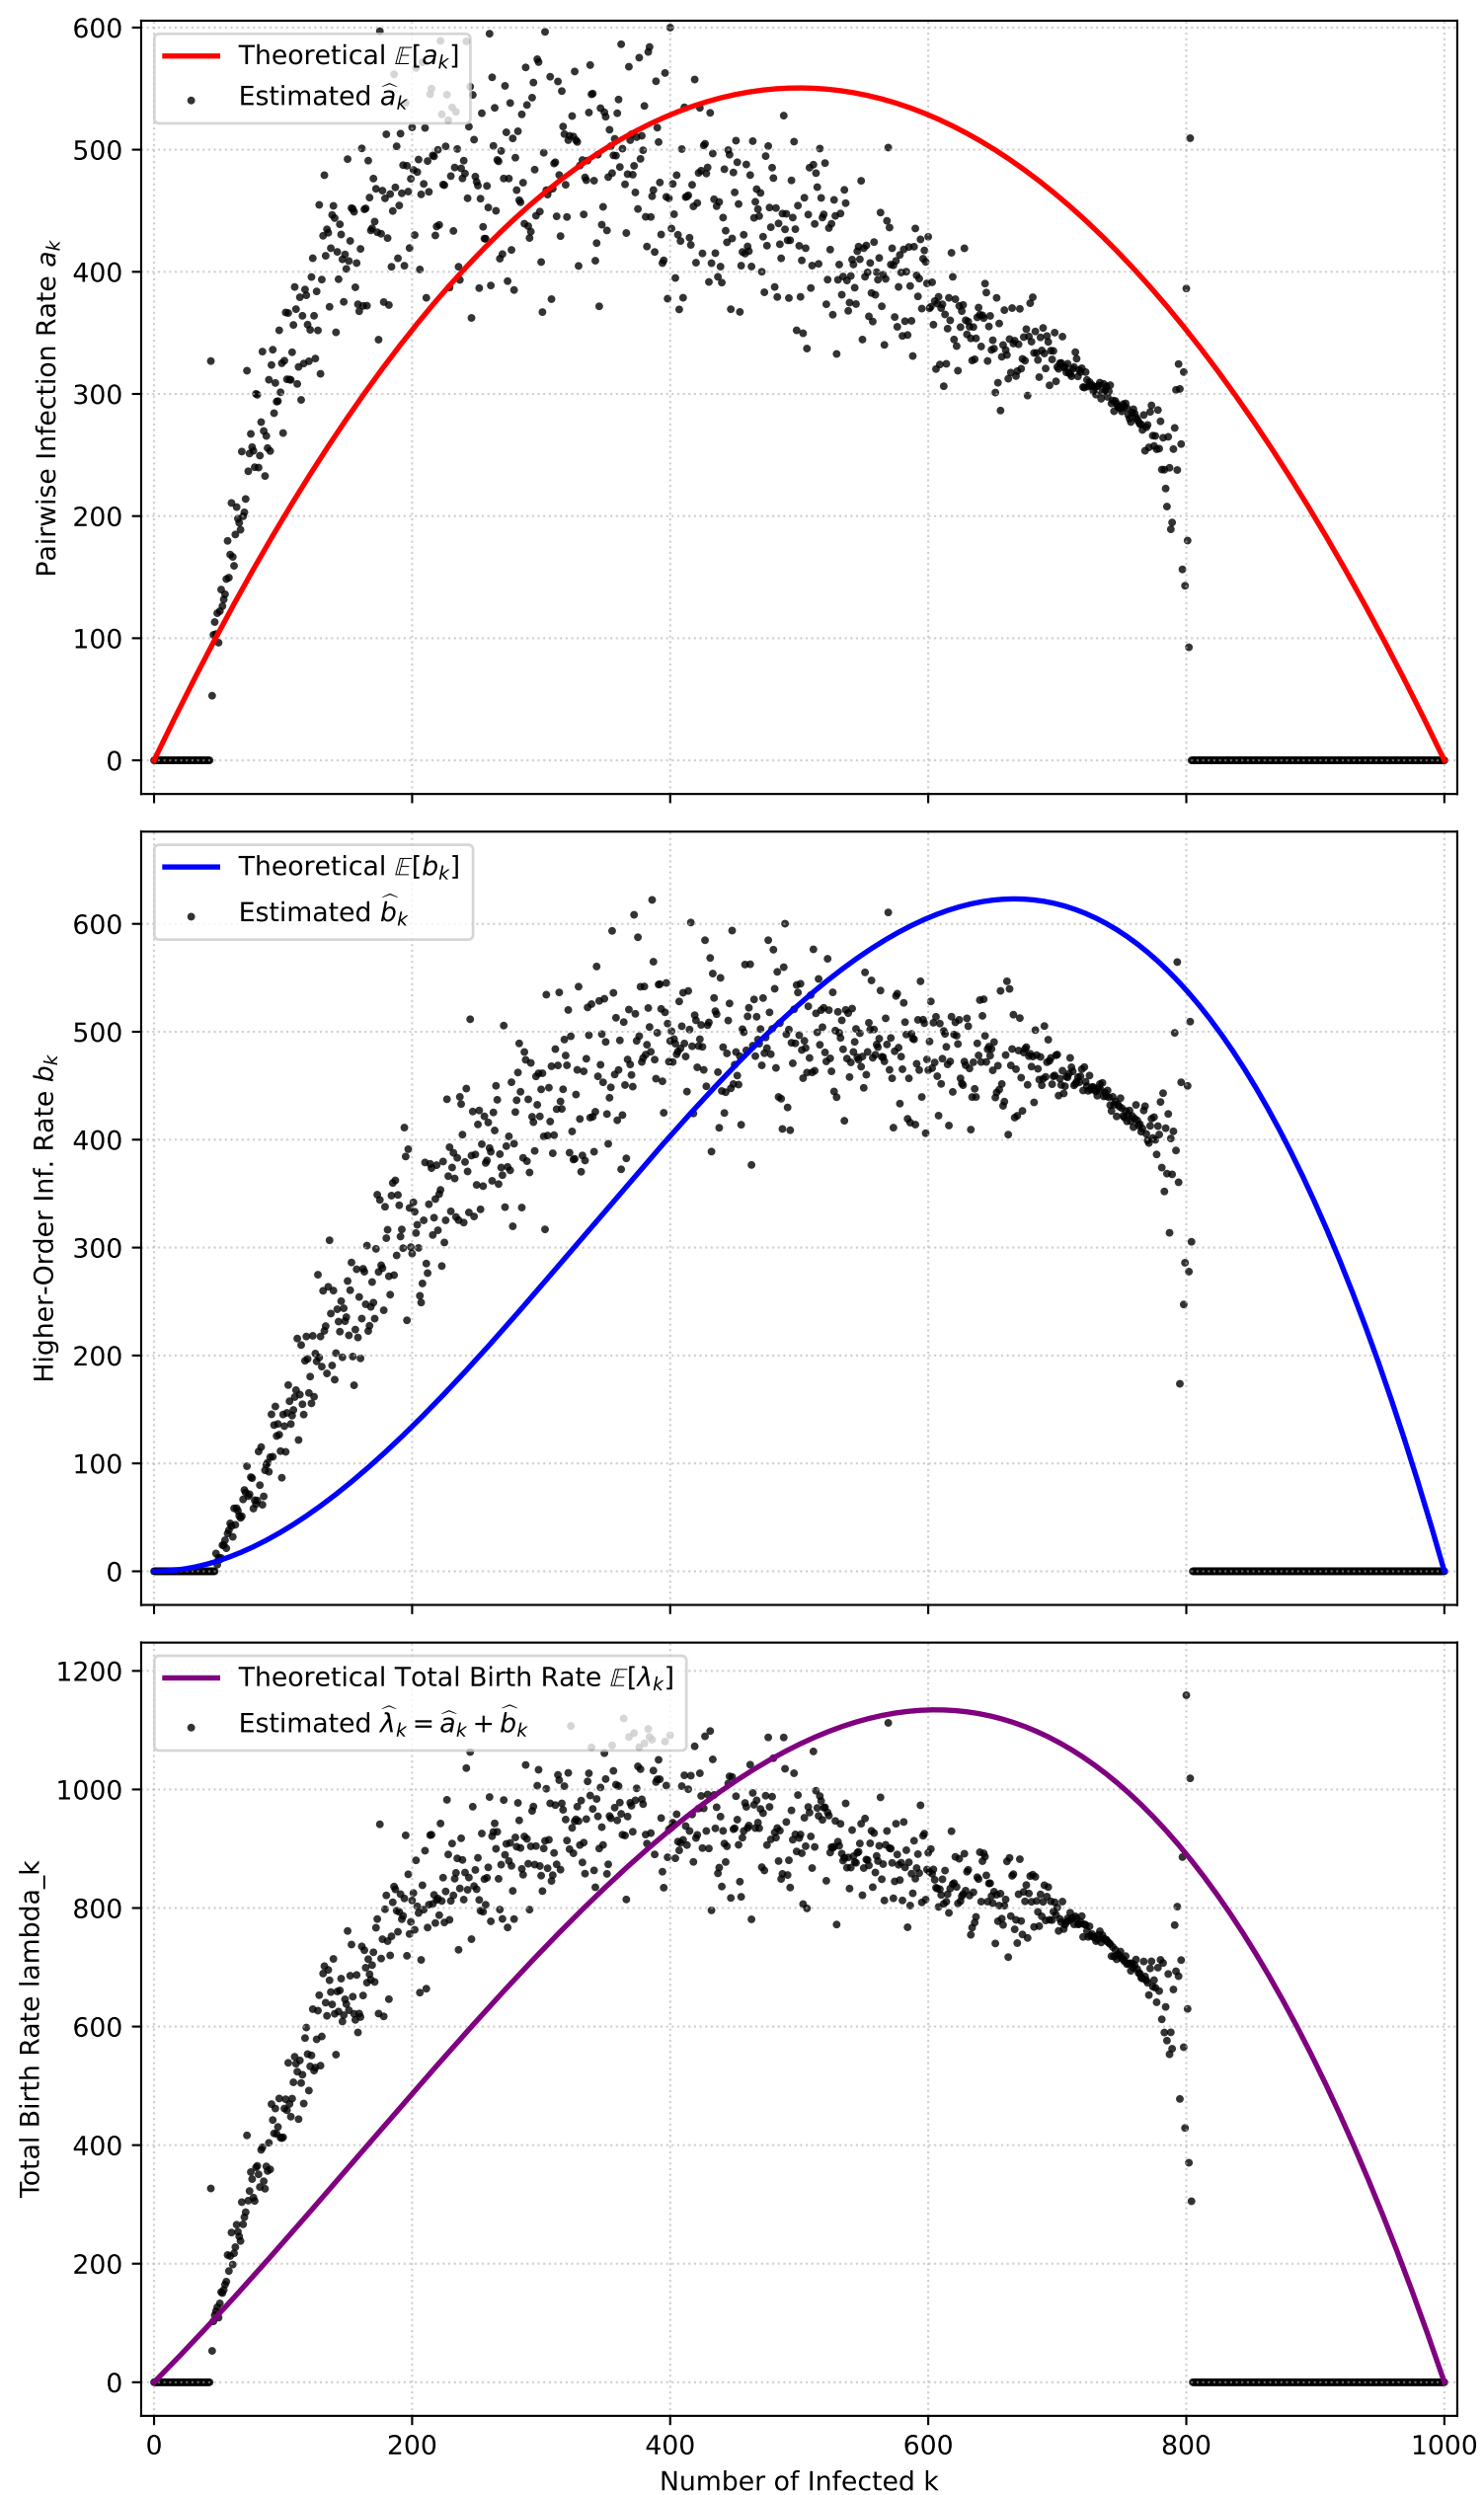 600
500
400
300
200
100
0
Pairwise Infection Rate a_k
Theoretical 𝔼[a_k]
Estimated â_k
600
500
400
300
200
100
0
Higher-Order Inf. Rate b_k
Theoretical 𝔼[b_k]
Estimated b̂_k
1200
1000
800
600
400
200
0
Total Birth Rate lambda_k
Theoretical Total Birth Rate 𝔼[λ_k]
Estimated λ̂_k = â_k + b̂_k
0 200 400 600 800 1000
Number of Infected k